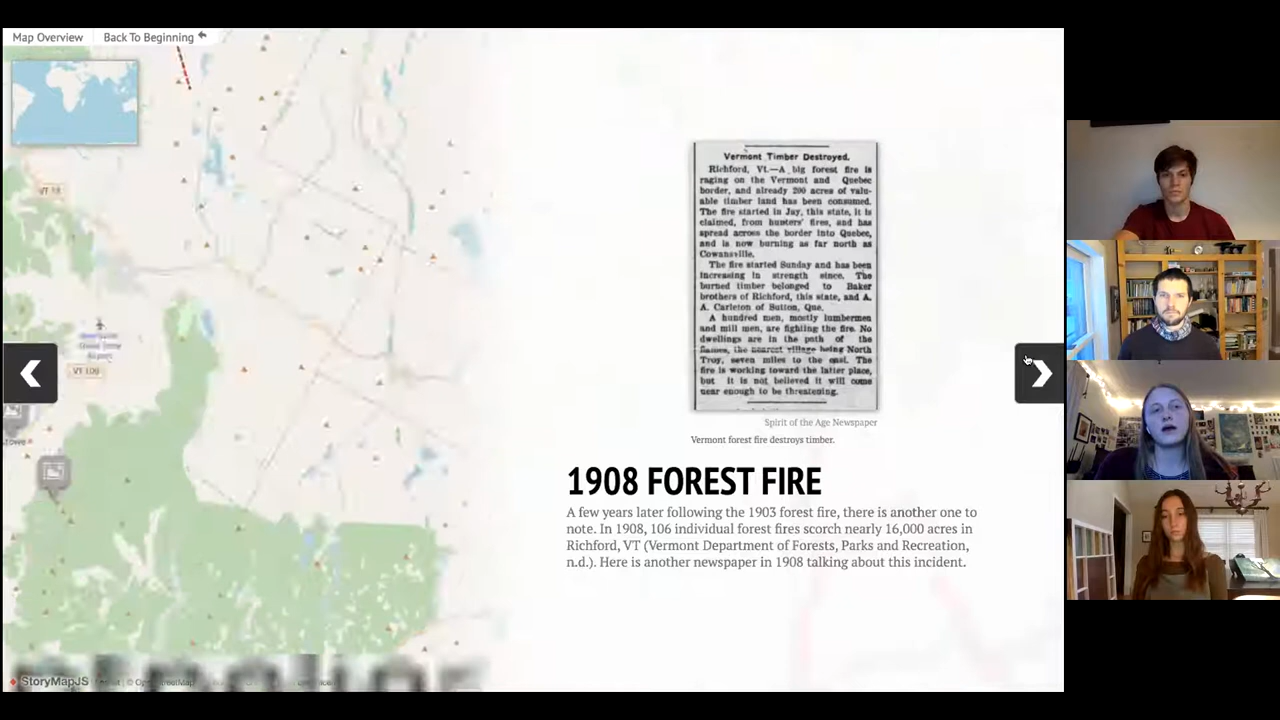 Map Overview
Back To Beginning
VT 108
Vermont Timber Destroyed.
Richford, Vt.—A big forest fire is
raging on the Vermont and Quebec
border, and already 200 acres of valu-
able timber land has been consumed.
The fire started in Jay, this state, it is
claimed, from hunters' fires, and has
spread across the border into Quebec,
and is now burning as far north as
Cowansville.
The fire started Sunday and has been
increasing in strength since. The
burned timber belonged to Baker
brothers of Richford, this state, and A.
A. Carleton of Sutton, Que.
A hundred men, mostly lumbermen
and mill men, are fighting the fire. No
dwellings are in the path of the
flames, the nearest village being North
Troy, seven miles to the east. The
fire is working toward the latter place,
but it is not believed it will come
near enough to be threatening.
Spirit of the Age Newspaper
Vermont forest fire destroys timber.
1908 FOREST FIRE
A few years later following the 1903 forest fire, there is another one to
note. In 1908, 106 individual forest fires scorch nearly 16,000 acres in
Richford, VT (Vermont Department of Forests, Parks and Recreation,
n.d.). Here is another newspaper in 1908 talking about this incident.
StoryMapJS